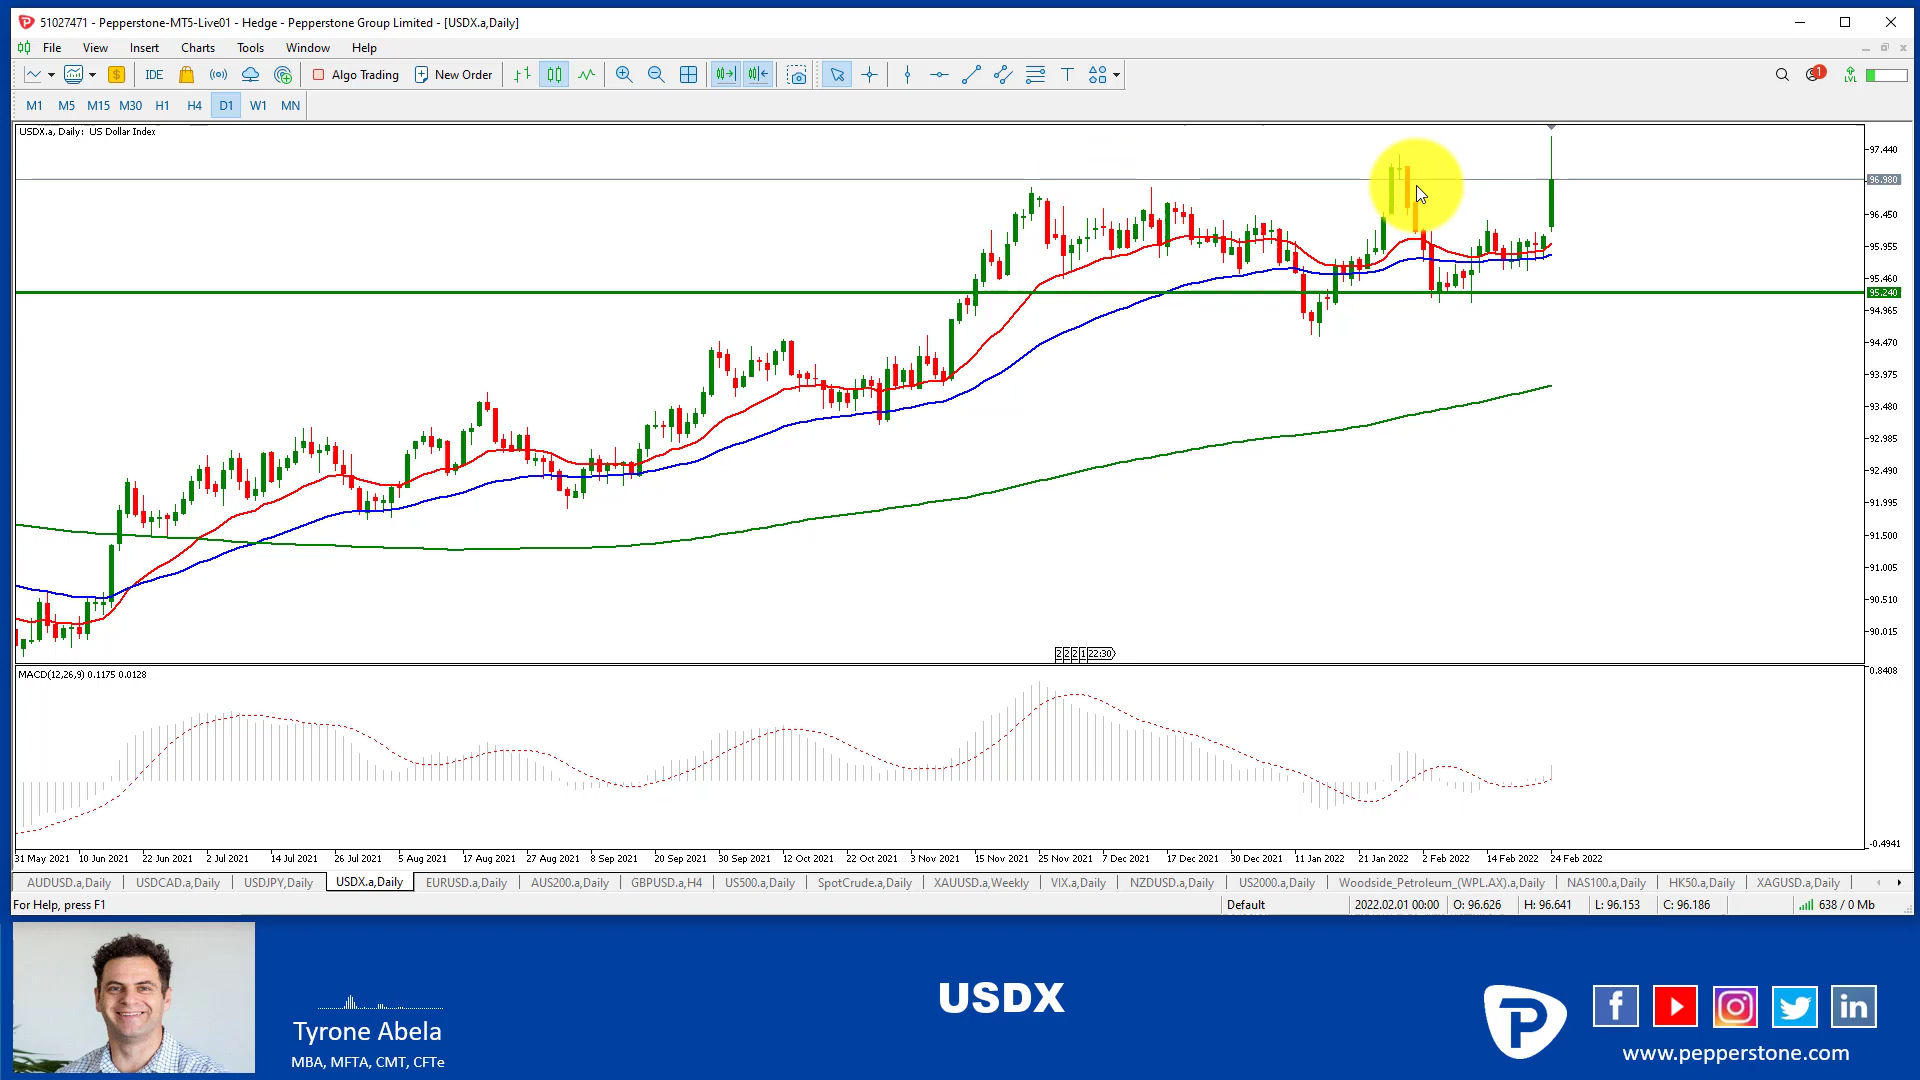 51027471 - Pepperstone-MT5-Live01 - Hedge - Pepperstone Group Limited - [USDX.a,Daily]
File View Insert Charts Tools Window Help
$ IDE Algo Trading New Order T 1 LVL
M1 M5 M15 M30 H1 H4 D1 W1 MN
USDX.a, Daily: US Dollar Index
97.440
96.980
96.450
95.955
95.460
95.240
94.965
94.470
93.975
93.480
92.985
92.490
91.995
91.500
91.005
90.510
90.015
2 2 2 1 22:30
MACD(12,26,9) 0.1175 0.0128
0.8408
-0.4941
31 May 2021 10 Jun 2021 22 Jun 2021 2 Jul 2021 14 Jul 2021 26 Jul 2021 5 Aug 2021 17 Aug 2021 27 Aug 2021 8 Sep 2021 20 Sep 2021 30 Sep 2021 12 Oct 2021 22 Oct 2021 3 Nov 2021 15 Nov 2021 25 Nov 2021 7 Dec 2021 17 Dec 2021 30 Dec 2021 11 Jan 2022 21 Jan 2022 2 Feb 2022 14 Feb 2022 24 Feb 2022
AUDUSD.a,Daily USDCAD.a,Daily USDJPY,Daily USDX.a,Daily EURUSD.a,Daily AUS200.a,Daily GBPUSD.a,H4 US500.a,Daily SpotCrude.a,Daily XAUUSD.a,Weekly VIX.a,Daily NZDUSD.a,Daily US2000.a,Daily Woodside_Petroleum_(WPL.AX).a,Daily NAS100.a,Daily HK50.a,Daily XAGUSD.a,Daily
For Help, press F1 Default 2022.02.01 00:00 O: 96.626 H: 96.641 L: 96.153 C: 96.186 638 / 0 Mb
Tyrone Abela
MBA, MFTA, CMT, CFTe
USDX
www.pepperstone.com